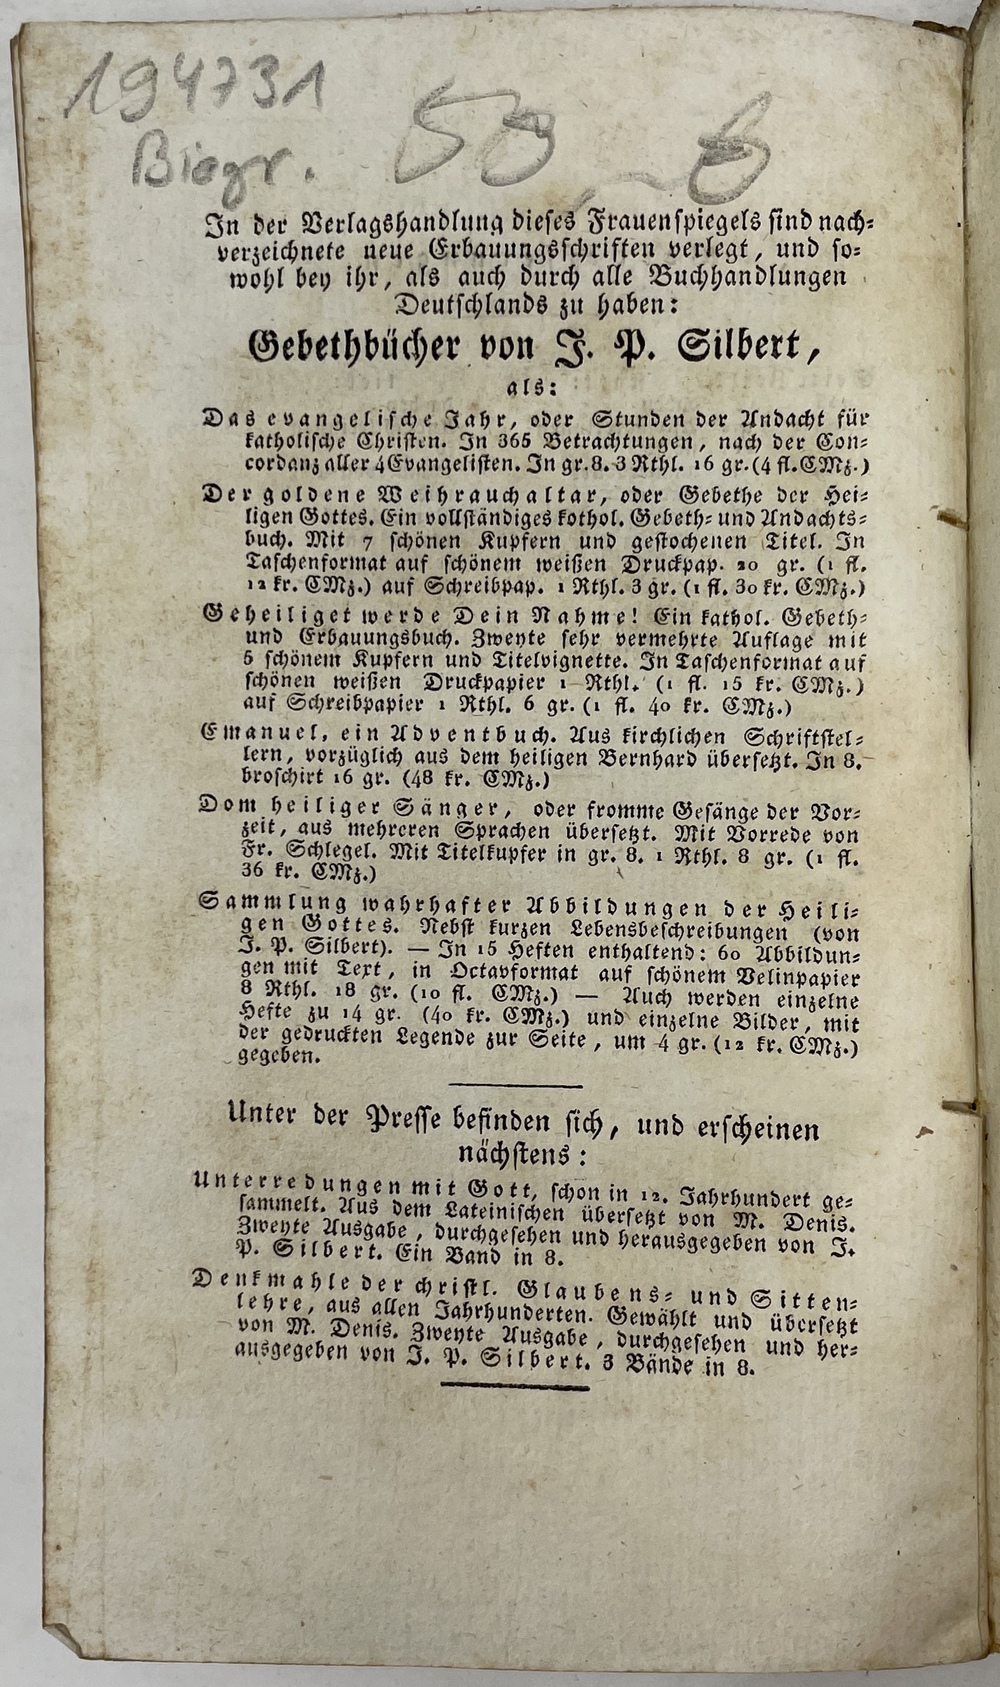 194731
Biogr.
In der Verlagshandlung dieses Frauenspiegels sind nach-
verzeichnete neue Erbauungsschriften verlegt, und so-
wohl bey ihr, als auch durch alle Buchhandlungen
Deutschlands zu haben:
Gebethbücher von J. P. Silbert,
als:
Das evangelische Jahr, oder Stunden der Andacht für
katholische Christen. In 365 Betrachtungen, nach der Con-
cordanz aller 4 Evangelisten. In gr. 8. 3 Rthl. 16 gr. (4 fl. CMz.)
Der goldene Weihrauchaltar, oder Gebethe der Hei-
ligen Gottes. Ein vollständiges kothol. Gebeth- und Andachts-
buch. Mit 7 schönen Kupfern und gestochenen Titel. In
Taschenformat auf schönem weißen Druckpap. 20 gr. (1 fl.
12 kr. CMz.) auf Schreibpap. 1 Rthl. 3 gr. (1 fl. 30 kr. CMz.)
Geheiliget werde Dein Nahme! Ein kathol. Gebeth-
und Erbauungsbuch. Zweyte sehr vermehrte Auflage mit
5 schönem Kupfern und Titelvignette. In Taschenformat auf
schönen weißen Druckpapier 1 Rthl. (1 fl. 15 kr. CMz.)
auf Schreibpapier 1 Rthl. 6 gr. (1 fl. 40 kr. CMz.)
Emanuel, ein Adventbuch. Aus kirchlichen Schriftstel-
lern, vorzüglich aus dem heiligen Bernhard übersetzt. In 8.
broschirt 16 gr. (48 kr. CMz.)
Dom heiliger Sänger, oder fromme Gesänge der Vor-
zeit, aus mehreren Sprachen übersetzt. Mit Vorrede von
Fr. Schlegel. Mit Titelkupfer in gr. 8. 1 Rthl. 8 gr. (1 fl.
36 kr. CMz.)
Sammlung wahrhafter Abbildungen der Heili-
gen Gottes. Nebst kurzen Lebensbeschreibungen (von
J. P. Silbert). — In 15 Heften enthaltend: 60 Abbildun-
gen mit Text, in Octavformat auf schönem Velinpapier
8 Rthl. 18 gr. (10 fl. CMz.) — Auch werden einzelne
Hefte zu 14 gr. (40 kr. CMz.) und einzelne Bilder, mit
der gedruckten Legende zur Seite, um 4 gr. (12 kr. CMz.)
gegeben.
Unter der Presse befinden sich, und erscheinen
nächstens:
Unterredungen mit Gott, schon in 12. Jahrhundert ge-
sammelt. Aus dem Lateinischen übersetzt von M. Denis.
Zweyte Ausgabe, durchgesehen und herausgegeben von J.
P. Silbert. Ein Band in 8.
Denkmahle der christl. Glaubens- und Sitten-
lehre, aus allen Jahrhunderten. Gewählt und übersetzt
von M. Denis. Zweyte Ausgabe, durchgesehen und her-
ausgegeben von J. P. Silbert. 3 Bände in 8.